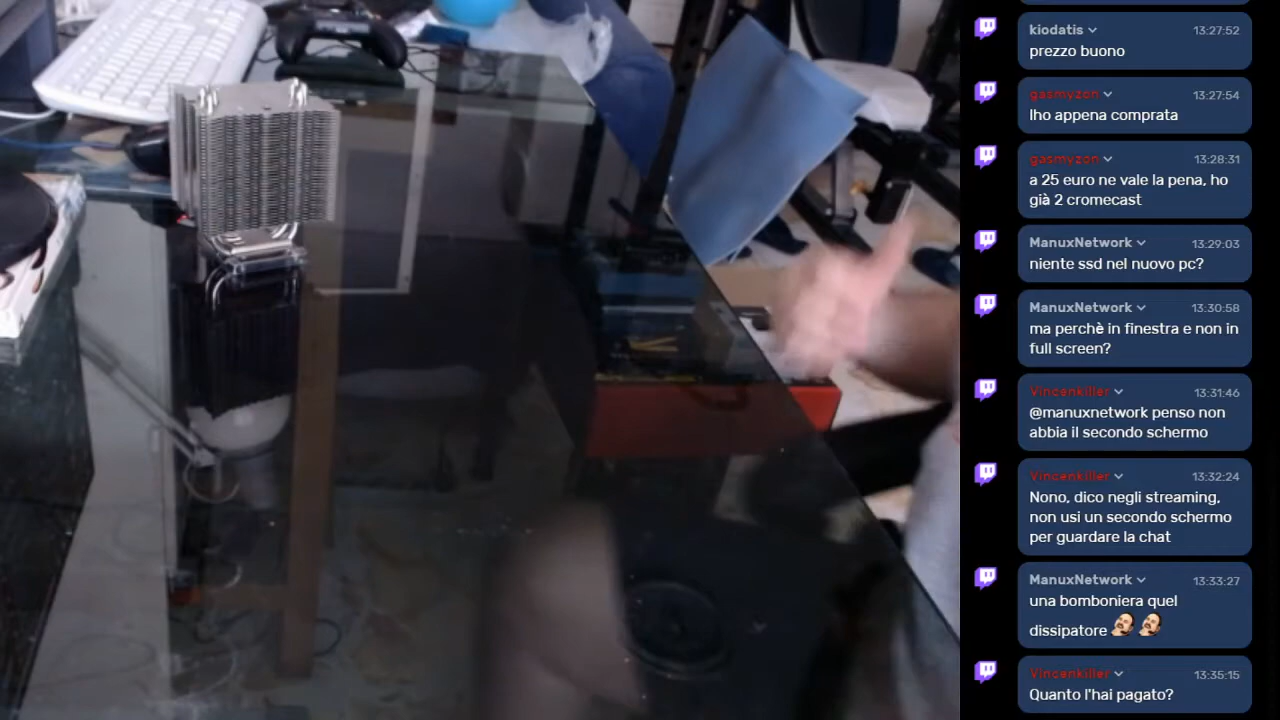 kiodatis 13:27:52
prezzo buono
gasmyzon 13:27:54
lho appena comprata
gasmyzon 13:28:31
a 25 euro ne vale la pena, ho
già 2 cromecast
ManuxNetwork 13:29:03
niente ssd nel nuovo pc?
ManuxNetwork 13:30:58
ma perchè in finestra e non in
full screen?
Vincenkiller 13:31:46
@manuxnetwork penso non
abbia il secondo schermo
Vincenkiller 13:32:24
Nono, dico negli streaming,
non usi un secondo schermo
per guardare la chat
ManuxNetwork 13:33:27
una bomboniera quel
dissipatore
Vincenkiller 13:35:15
Quanto l'hai pagato?